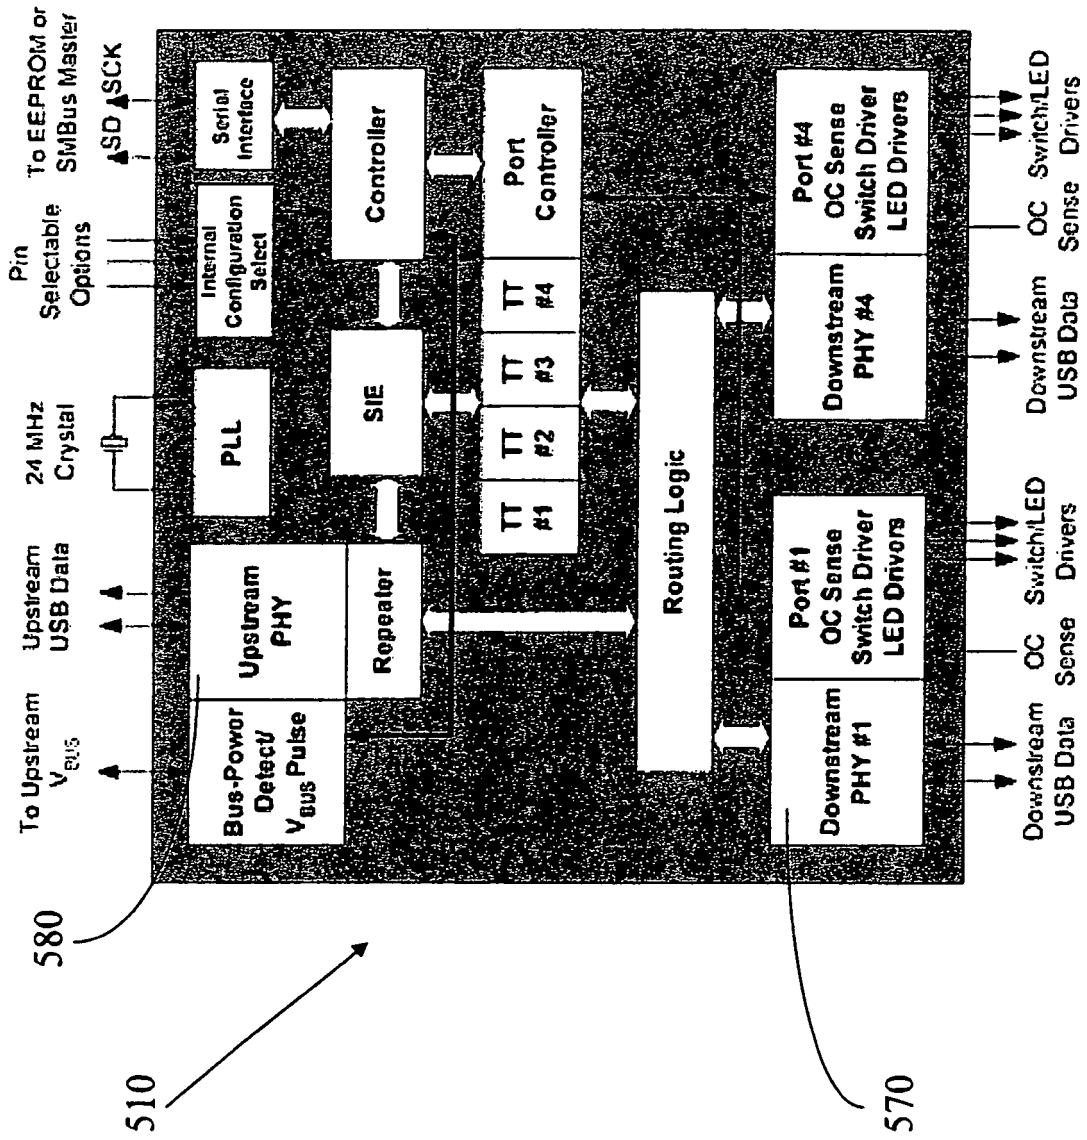 To Upstream
VBUS
Upstream
USB Data
24 MHz
Crystal
Pin
Selectable
Options
To EEPROM or
SMBus Master
SD
SCK
580
510
Bus-Power
Detect/
VBUS Pulse
Upstream
PHY
Repeater
PLL
Internal
Configuration
Select
Serial
Interface
SIE
Controller
TT
#1
TT
#2
TT
#3
TT
#4
Port
Controller
Routing Logic
Downstream
PHY #1
Port #1
OC Sense
Switch Driver
LED Drivors
Downstream
PHY #4
Port #4
OC Sense
Switch Driver
LED Drivers
570
Downstream
USB Data
OC
Sense
Switch/LED
Drivers
Downstream
USB Data
OC
Sense
Switch/LED
Drivers